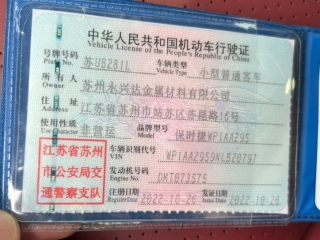 中华人民共和国机动车行驶证
Vehicle License of the People's Republic of China
号牌号码 苏UB281L 车辆类型 小型普通客车
Plate No. Vehicle Type
所有人 苏州永兴达金属材料有限公司
Owner
住址 江苏省苏州市姑苏区苏摇路16号
Address
使用性质 非营运 品牌型号 保时捷WP1AA295
Use Character Model
江苏省苏州
市公安局交
通警察支队
车辆识别代号
VIN
发动机号码
Engine No.
注册日期 2022-10-26 发证日期 2022-10-26
Register Date Issue Date